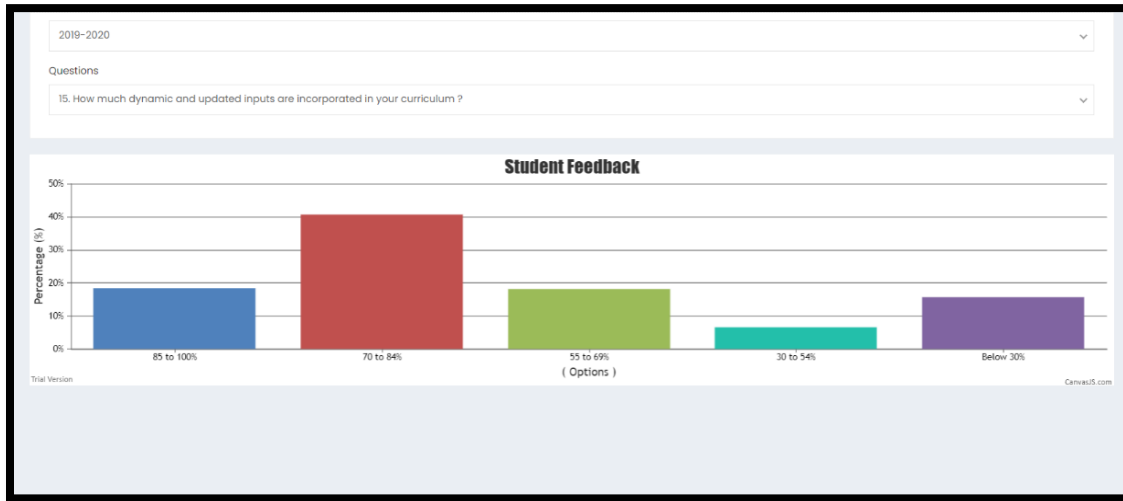 2019-2020
Questions
15. How much dynamic and updated inputs are incorporated in your curriculum ?
Student Feedback
50%
40%
30%
20%
10%
0%
Percentage (%)
85 to 100%
70 to 84%
55 to 69%
30 to 54%
Below 30%
( Options )
Trial Version
CanvasJS.com